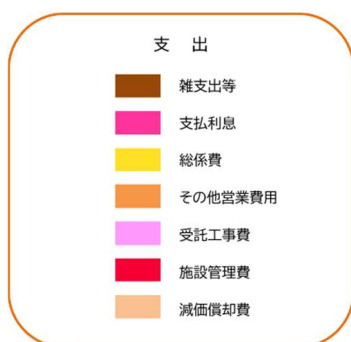 支 出
雑支出等
支払利息
総係費
その他営業費用
受託工事費
施設管理費
減価償却費